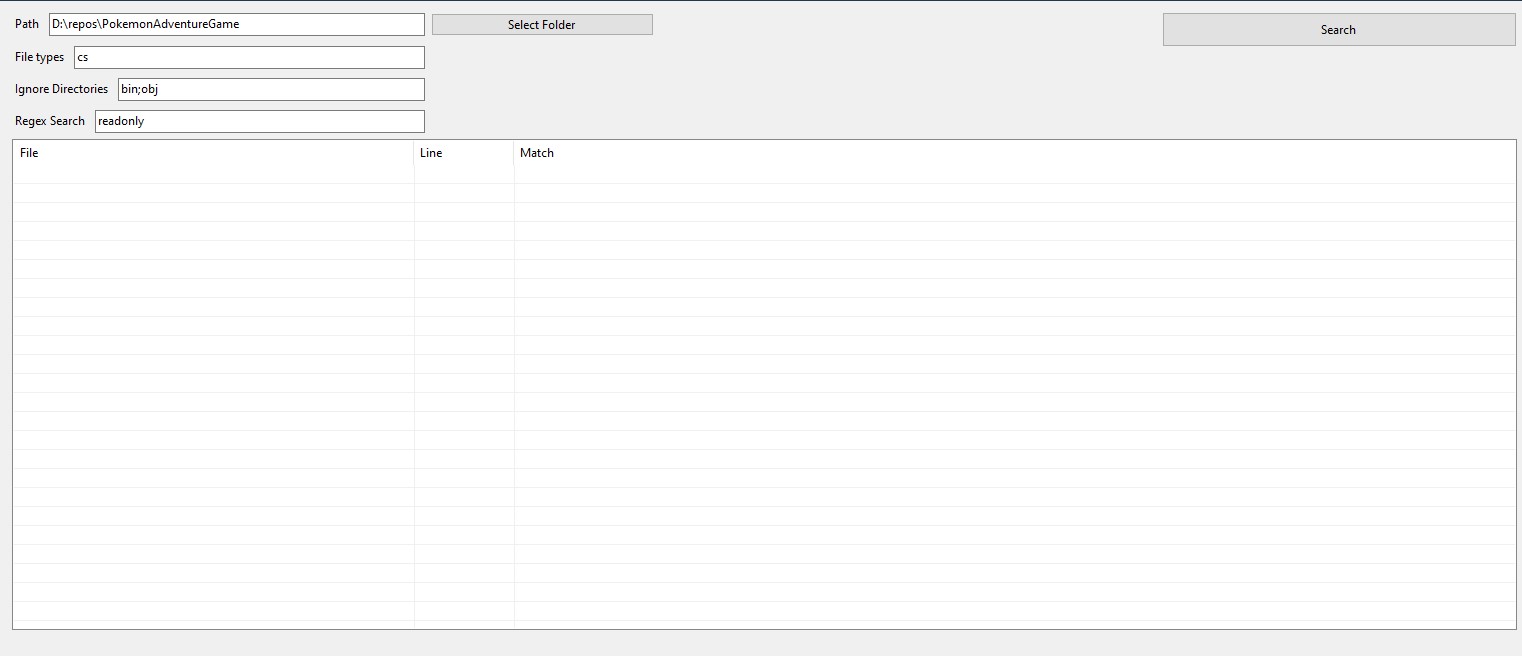 Path D:\repos\PokemonAdventureGame Select Folder Search
File types cs
Ignore Directories bin;obj
Regex Search readonly
File Line Match